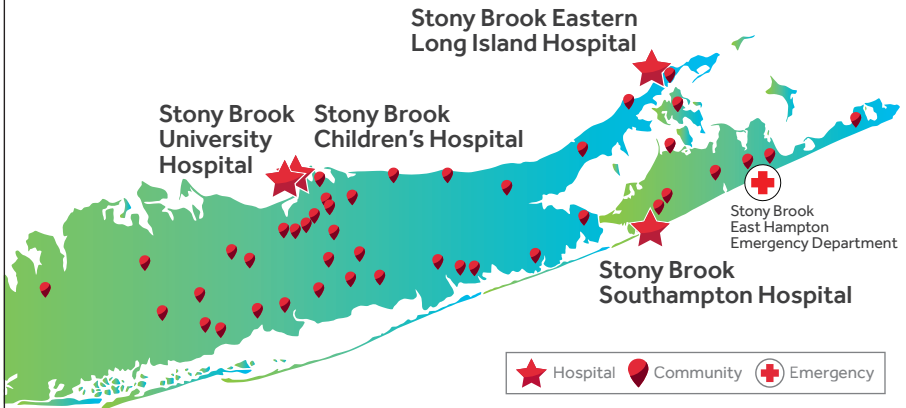 Stony Brook Eastern
Long Island Hospital
Stony Brook
University
Hospital
Stony Brook
Children's Hospital
Stony Brook
East Hampton
Emergency Department
Stony Brook
Southampton Hospital
Hospital
Community
Emergency